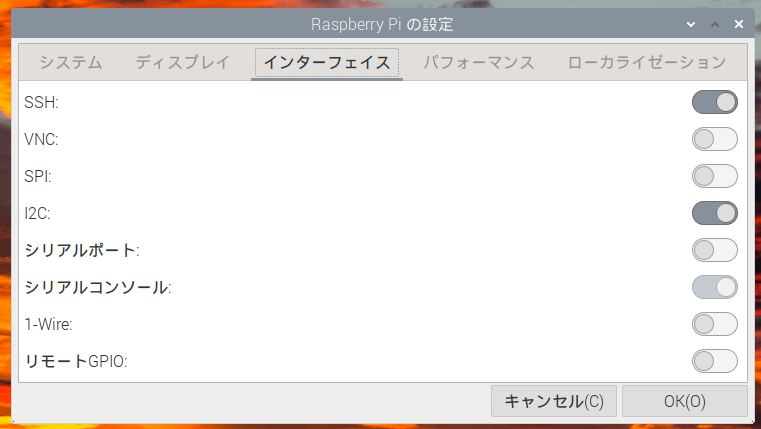 Raspberry Pi の設定
システム ディスプレイ インターフェイス パフォーマンス ローカライゼーション
SSH:
VNC:
SPI:
I2C:
シリアルポート:
シリアルコンソール:
1-Wire:
リモートGPIO:
キャンセル(C) OK(O)